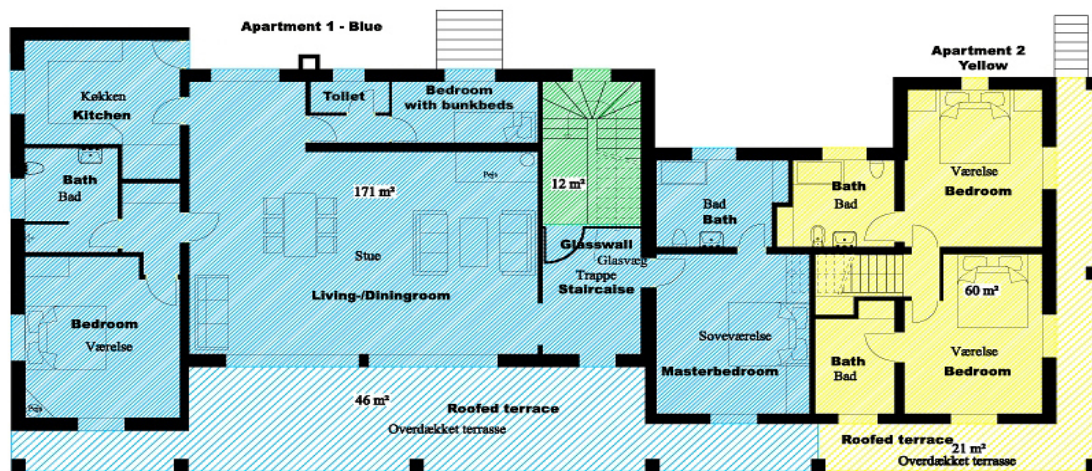 Apartment 1 - Blue
Apartment 2
Yellow
Køkken
Kitchen
Toilet
Bedroom
with bunkbeds
Bath
Bad
171 m²
Pejs
12 m²
Stue
Living-/Diningroom
Glasswall
Glasvæg
Trappe
Staircaise
Bad
Bath
Bath
Bad
Værelse
Bedroom
Bedroom
Værelse
Pejs
Soveværelse
Masterbedroom
60 m²
Bath
Bad
Værelse
Bedroom
46 m²
Roofed terrace
Overdækket terrasse
Roofed terrace
21 m²
Overdækket terrasse